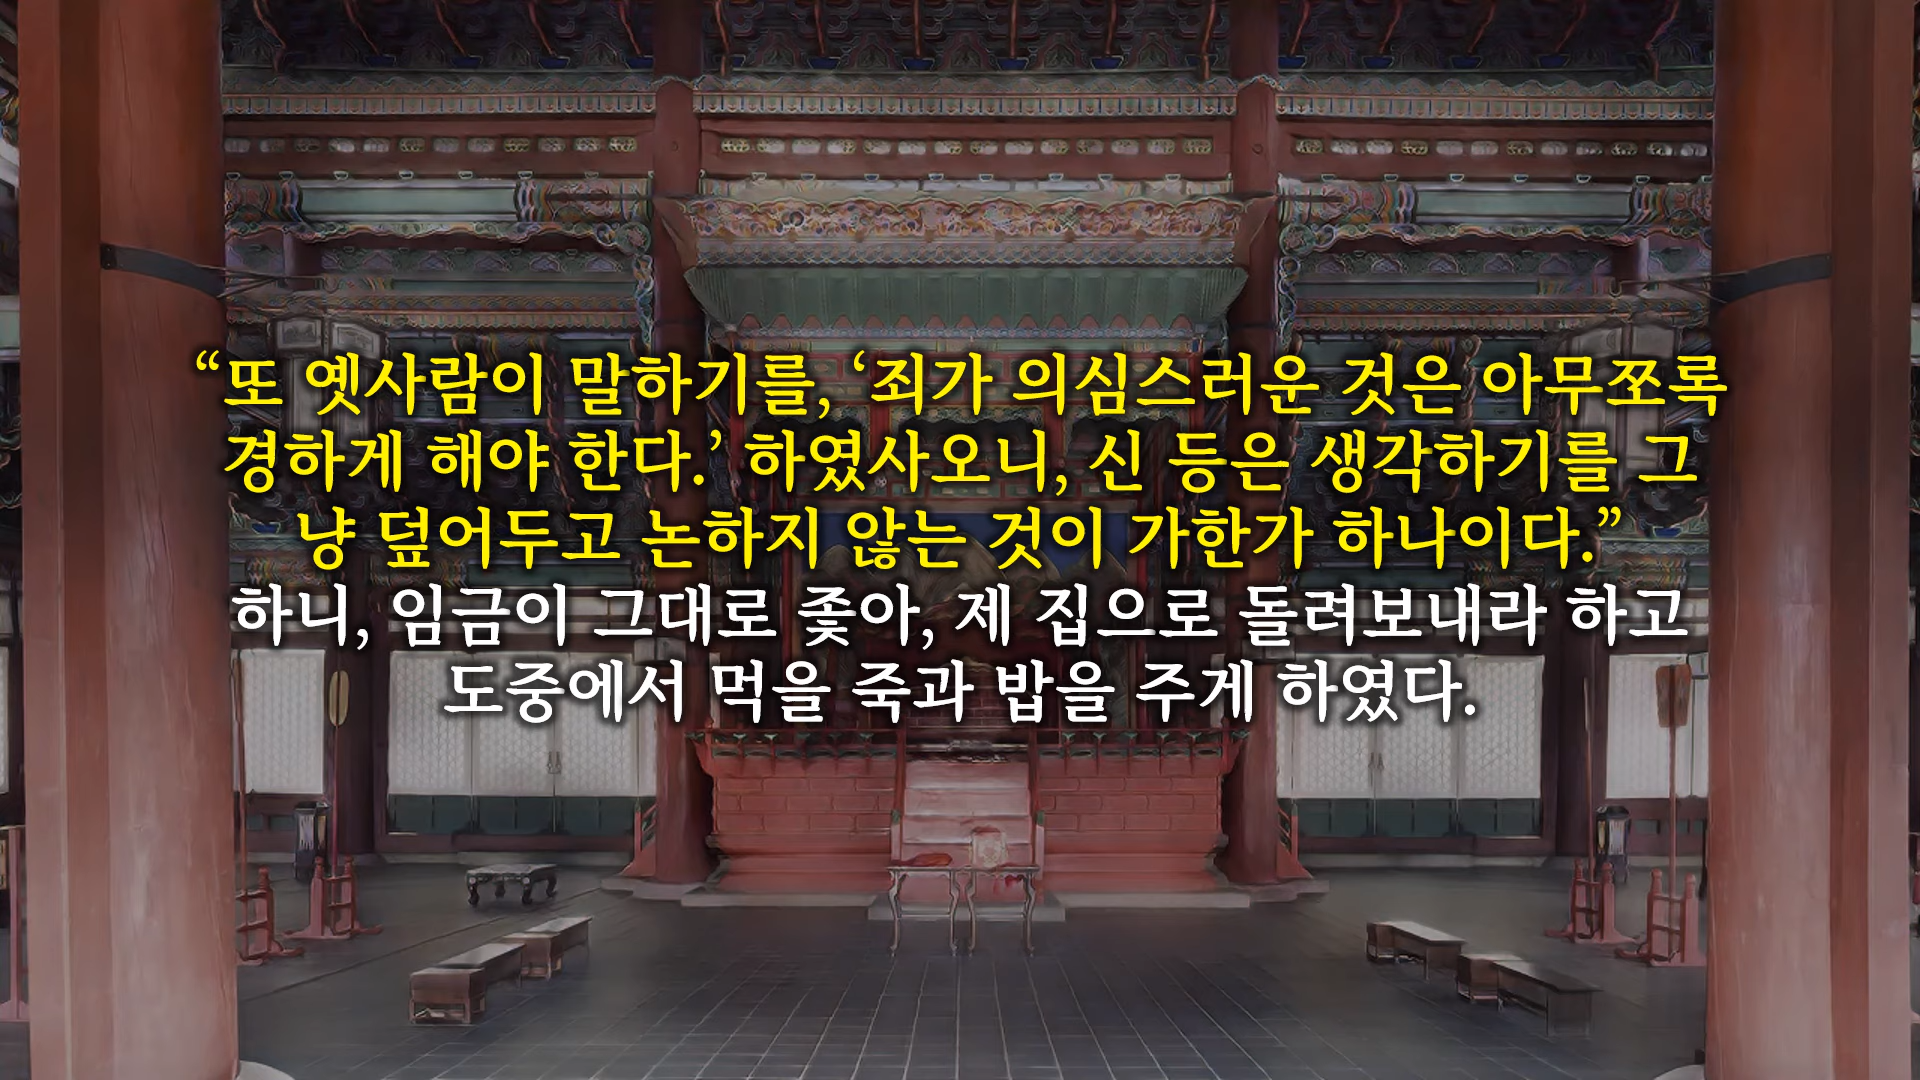 “또 옛사람이 말하기를, ‘죄가 의심스러운 것은 아무쪼록
경하게 해야 한다.’ 하였사오니, 신 등은 생각하기를 그
냥 덮어두고 논하지 않는 것이 가한가 하나이다.”
하니, 임금이 그대로 좇아, 제 집으로 돌려보내라 하고
도중에서 먹을 죽과 밥을 주게 하였다.